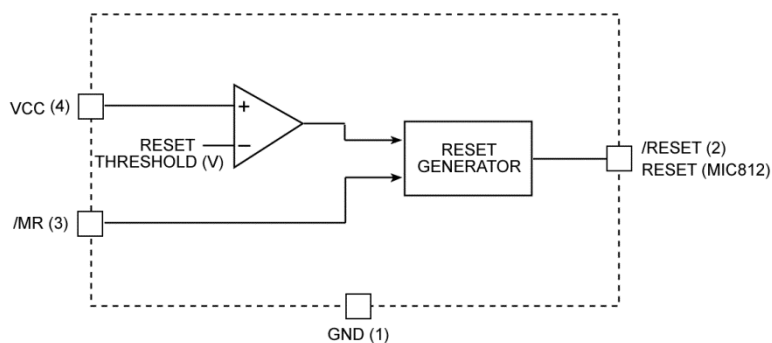 VCC (4)
+
RESET
THRESHOLD (V)
−
RESET
GENERATOR
/RESET (2)
RESET (MIC812)
/MR (3)
GND (1)